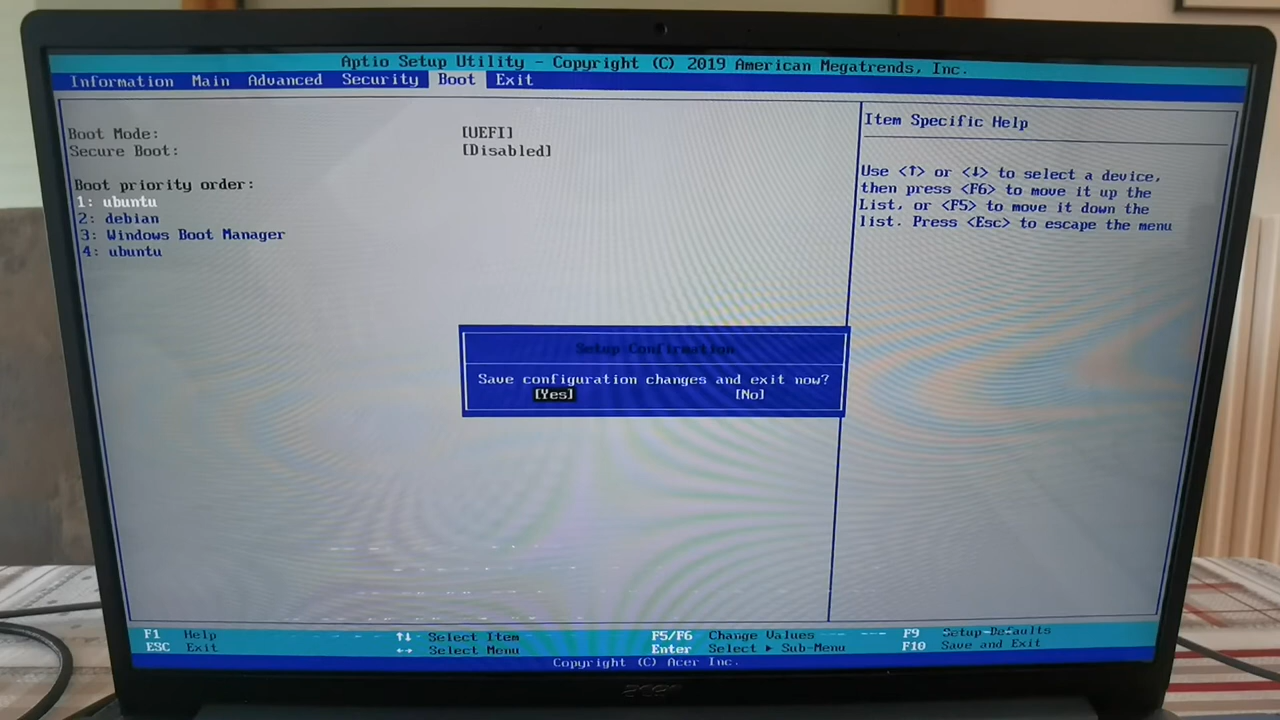 Aptio Setup Utility - Copyright (C) 2019 American Megatrends, Inc.
Information Main Advanced Security Boot Exit
Boot Mode: [UEFI]
Secure Boot: [Disabled]
Boot priority order:
1: ubuntu
2: debian
3: Windows Boot Manager
4: ubuntu
Item Specific Help
Use <↑> or <↓> to select a device,
then press <F6> to move it up the
List, or <F5> to move it down the
list. Press <Esc> to escape the menu
Setup Confirmation
Save configuration changes and exit now?
[Yes] [No]
F1 Help ↑↓ Select Item F5/F6 Change Values F9 Setup Defaults
ESC Exit ←→ Select Menu Enter Select ▶ Sub-Menu F10 Save and Exit
Copyright (C) Acer Inc.
acer